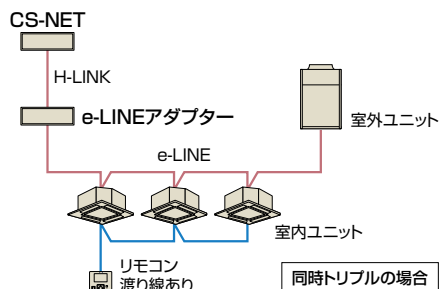 CS-NET
H-LINK
e-LINEアダプター
室外ユニット
e-LINE
室内ユニット
リモコン
渡り線あり
同時トリプルの場合